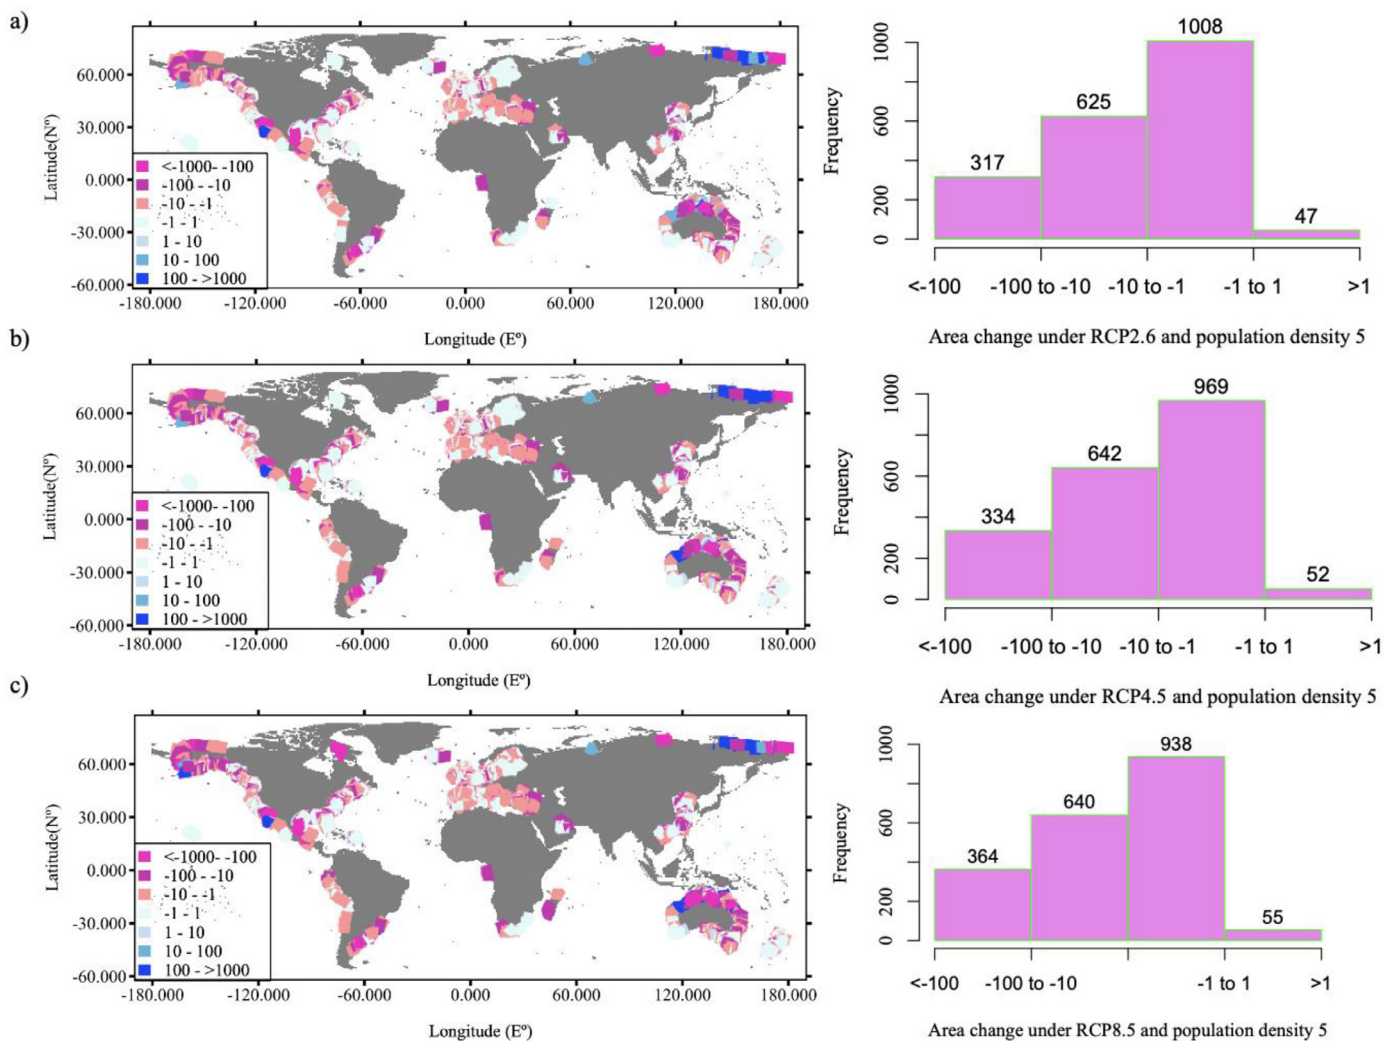 a)
60.000
30.000
0.000
-30.000
-60.000
Latitude(Nº)
<-1000- -100
-100 - -10
-10 - -1
-1 - 1
1 - 10
10 - 100
100 - >1000
-180.000 -120.000 -60.000 0.000 60.000 120.000 180.000
Longitude (Eº)
Frequency
0 200 600 1000
317
625
1008
47
<-100 -100 to -10 -10 to -1 -1 to 1 >1
Area change under RCP2.6 and population density 5
b)
60.000
30.000
0.000
-30.000
-60.000
Latitude(Nº)
<-1000- -100
-100 - -10
-10 - -1
-1 - 1
1 - 10
10 - 100
100 - >1000
-180.000 -120.000 -60.000 0.000 60.000 120.000 180.000
Longitude (Eº)
Frequency
0 200 600 1000
334
642
969
52
<-100 -100 to -10 -10 to -1 -1 to 1 >1
Area change under RCP4.5 and population density 5
c)
60.000
30.000
0.000
-30.000
-60.000
Latitude(Nº)
<-1000- -100
-100 - -10
-10 - -1
-1 - 1
1 - 10
10 - 100
100 - >1000
-180.000 -120.000 -60.000 0.000 60.000 120.000 180.000
Longitude (Eº)
Frequency
0 200 600 1000
364
640
938
55
<-100 -100 to -10 -1 to 1 >1
Area change under RCP8.5 and population density 5